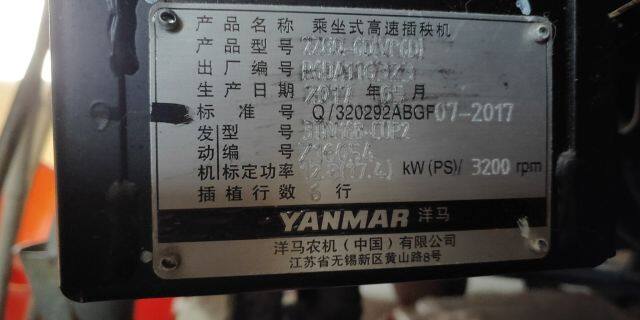 产品名称 乘坐式高速插秧机
产品型号
出厂编号
生产日期 2017 年 05 月
标准号 Q/320292ABGF07-2017
发 型号
动 编号
机 标定功率 (17.4) kW(PS)/ 3200 rpm
插植行数 6 行
YANMAR 洋马
洋马农机（中国）有限公司
江苏省无锡新区黄山路8号